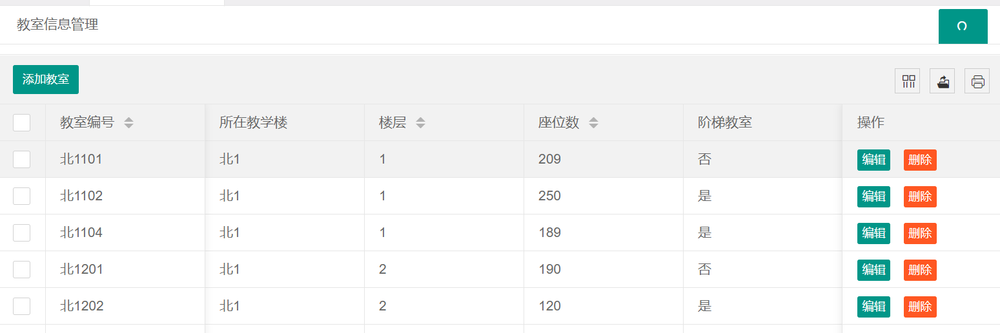 教室信息管理
添加教室
教室编号 所在教学楼 楼层 座位数 阶梯教室 操作
北1101 北1 1 209 否 编辑 删除
北1102 北1 1 250 是 编辑 删除
北1104 北1 1 189 是 编辑 删除
北1201 北1 2 190 否 编辑 删除
北1202 北1 2 120 是 编辑 删除